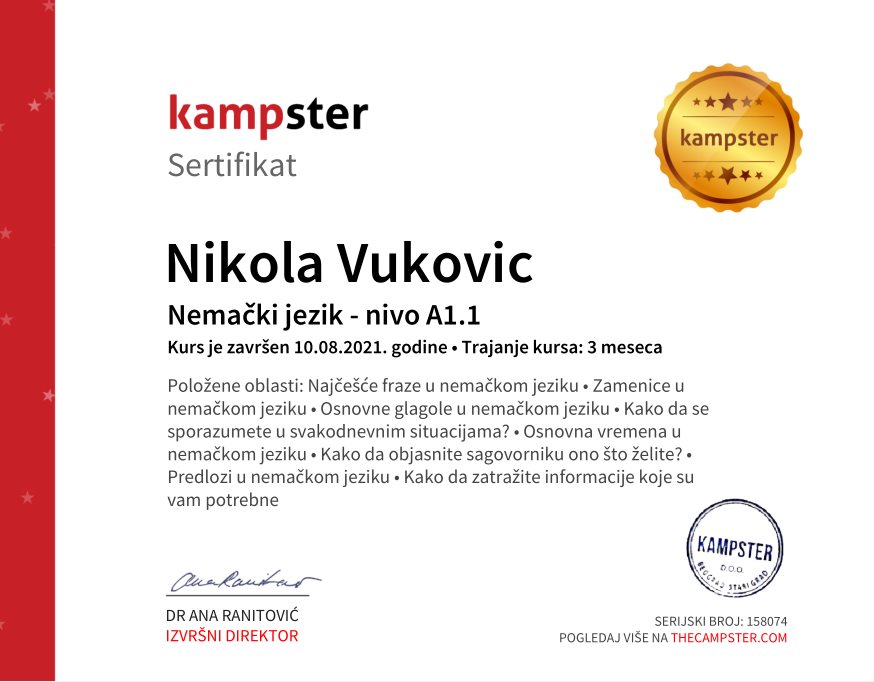 kampster
Sertifikat
kampster
Nikola Vukovic
Nemački jezik - nivo A1.1
Kurs je završen 10.08.2021. godine • Trajanje kursa: 3 meseca
Položene oblasti: Najčešće fraze u nemačkom jeziku • Zamenice u
nemačkom jeziku • Osnovne glagole u nemačkom jeziku • Kako da se
sporazumete u svakodnevnim situacijama? • Osnovna vremena u
nemačkom jeziku • Kako da objasnite sagovorniku ono što želite? •
Predlozi u nemačkom jeziku • Kako da zatražite informacije koje su
vam potrebne
KAMPSTER
D.O.O.
BEOGRAD STARI GRAD
Ana Ranitović
DR ANA RANITOVIĆ
IZVRŠNI DIREKTOR
SERIJSKI BROJ: 158074
POGLEDAJ VIŠE NA THECAMPSTER.COM